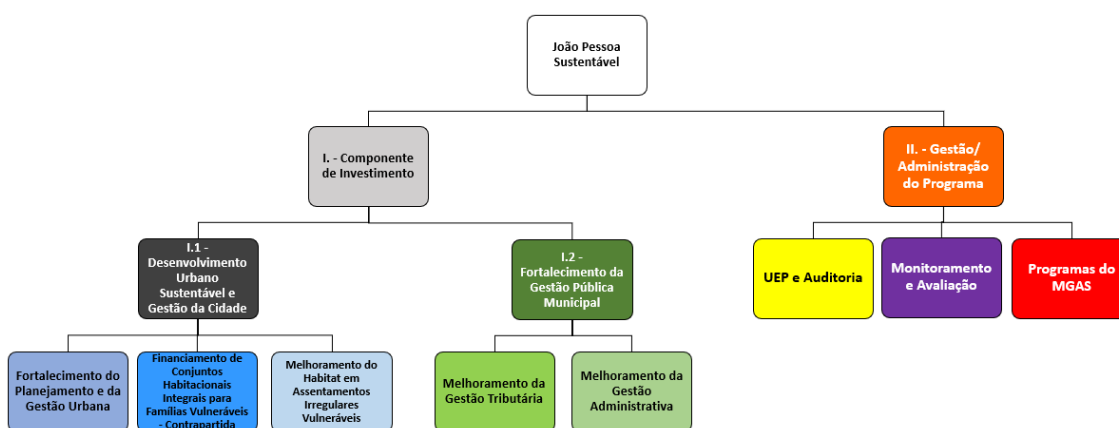 João Pessoa
Sustentável
I. - Componente
de Investimento
II. - Gestão/
Administração
do Programa
I.1 -
Desenvolvimento
Urbano
Sustentável e
Gestão da Cidade
I.2 -
Fortalecimento da
Gestão Pública
Municipal
UEP e Auditoria
Monitoramento
e Avaliação
Programas do
MGAS
Fortalecimento do
Planejamento e da
Gestão Urbana
Financiamento de
Conjuntos
Habitacionais
Integrais para
Famílias Vulneráveis
- Contrapartida
Melhoramento do
Habitat em
Assentamentos
Irregulares
Vulneráveis
Melhoramento da
Gestão Tributária
Melhoramento da
Gestão
Administrativa